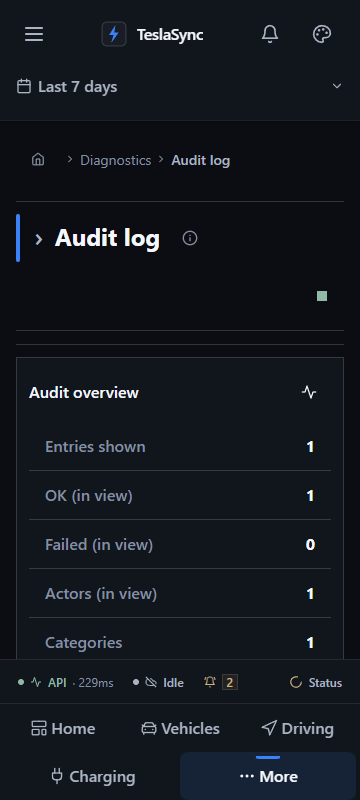 TeslaSync
Last 7 days
Diagnostics Audit log
Audit log
Audit overview
Entries shown 1
OK (in view) 1
Failed (in view) 0
Actors (in view) 1
Categories 1
API · 229ms Idle 2 Status
Home Vehicles Driving
Charging More